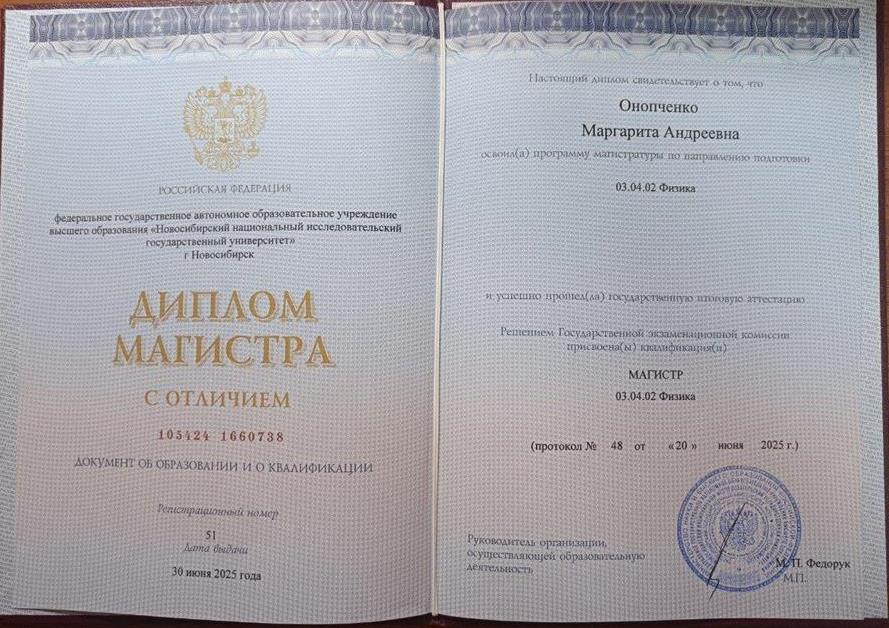 РОССИЙСКАЯ ФЕДЕРАЦИЯ
федеральное государственное автономное образовательное учреждение
высшего образования «Новосибирский национальный исследовательский
государственный университет»
г Новосибирск
ДИПЛОМ
МАГИСТРА
С ОТЛИЧИЕМ
105424 1660738
ДОКУМЕНТ ОБ ОБРАЗОВАНИИ И О КВАЛИФИКАЦИИ
Регистрационный номер
51
Дата выдачи
30 июня 2025 года
Настоящий диплом свидетельствует о том, что
Онопченко
Маргарита Андреевна
освоил(а) программу магистратуры по направлению подготовки
03.04.02 Физика
и успешно прошел(ла) государственную итоговую аттестацию
Решением Государственной экзаменационной комиссии
присвоена(ы) квалификация(и)
МАГИСТР
03.04.02 Физика
(протокол № 48 от «20» июня 2025 г.)
Руководитель организации,
осуществляющей образовательную
деятельность
М. П. Федорук
М.П.